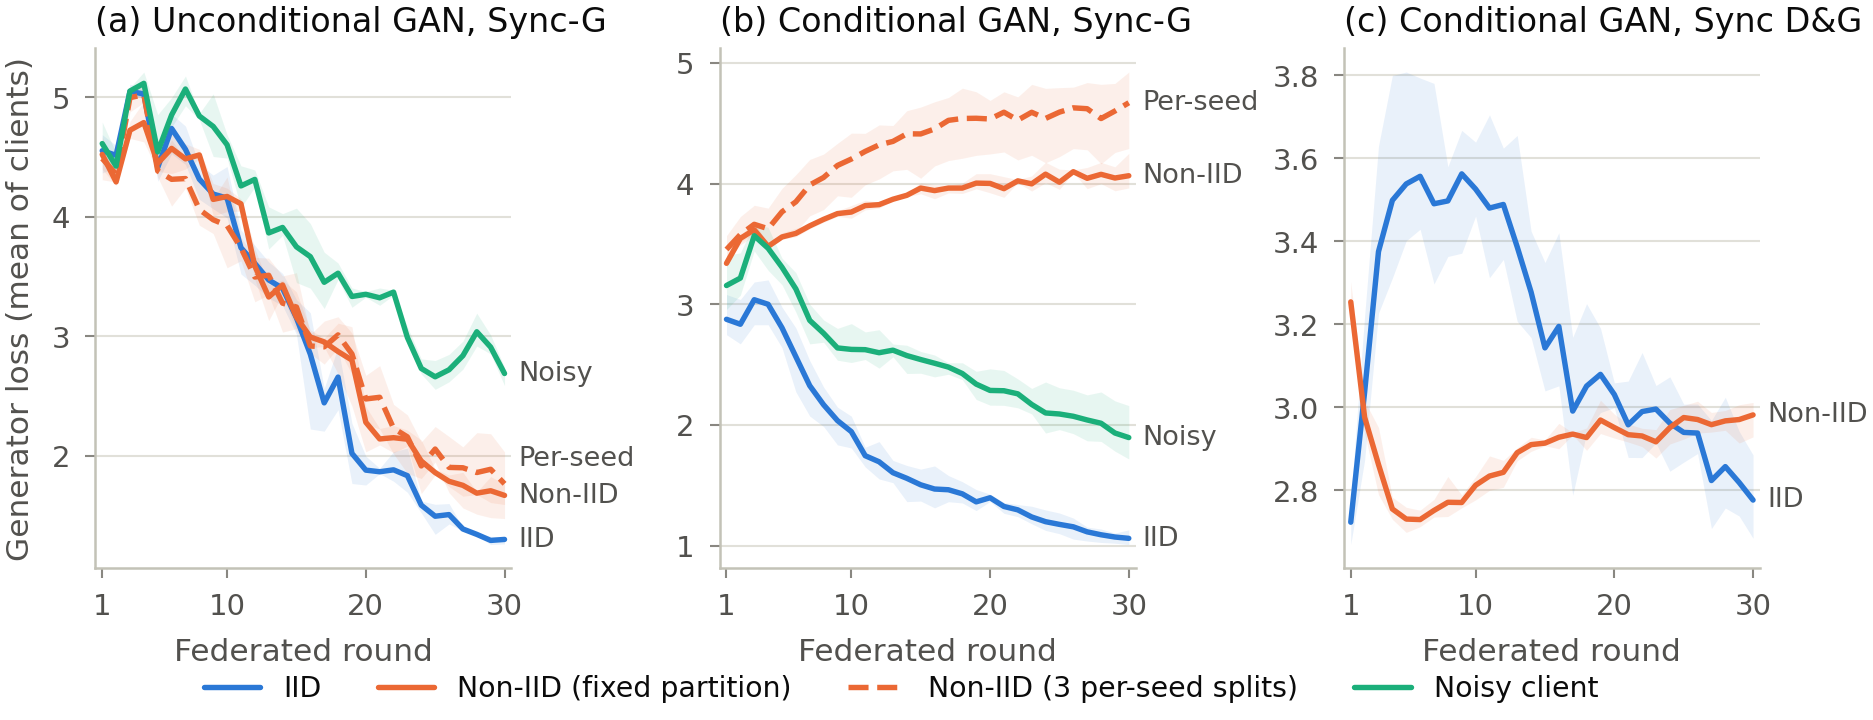 (a) Unconditional GAN, Sync-G
(b) Conditional GAN, Sync-G
(c) Conditional GAN, Sync D&G
Generator loss (mean of clients)
5
4
3
2
Noisy
Per-seed
Non-IID
IID
1
10
20
30
Federated round
5
4
3
2
1
Per-seed
Non-IID
Noisy
IID
1
10
20
30
Federated round
3.8
3.6
3.4
3.2
3.0
2.8
Non-IID
IID
1
10
20
30
Federated round
IID
Non-IID (fixed partition)
Non-IID (3 per-seed splits)
Noisy client